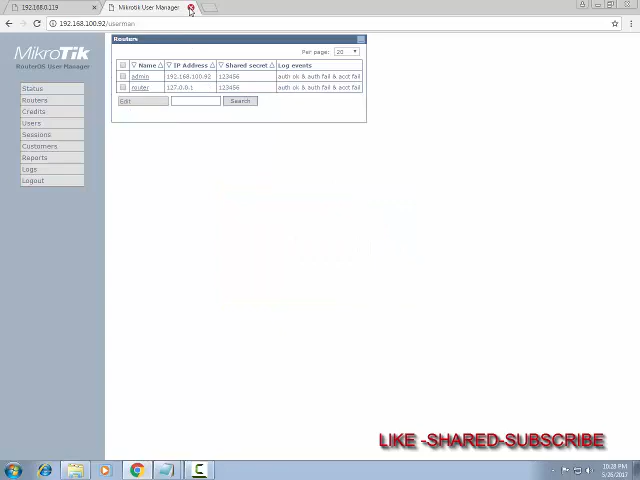 192.168.0.119
Mikrotik User Manager
192.168.100.92/userman
MikroTik
RouterOS User Manager
Status
Routers
Credits
Users
Sessions
Customers
Reports
Logs
Logout
Routers
Per page: 20
Name IP Address Shared secret Log events
admin 192.168.100.92 123456 auth ok & auth fail & acct fail
router 127.0.0.1 123456 auth ok & auth fail & acct fail
Edit Search
LIKE -SHARED-SUBSCRIBE
10:28 PM
5/26/2017